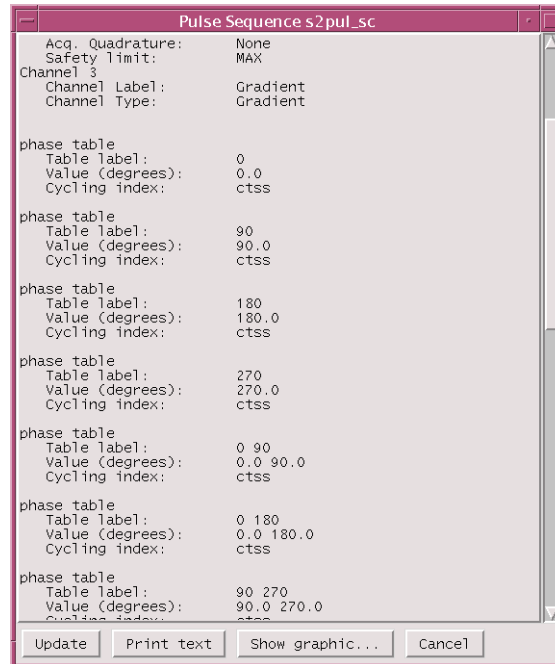 Pulse Sequence s2pul_sc
Acq. Quadrature: None
Safety limit: MAX
Channel 3
Channel Label: Gradient
Channel Type: Gradient
phase table
Table label: 0
Value (degrees): 0.0
Cycling index: ctss
phase table
Table label: 90
Value (degrees): 90.0
Cycling index: ctss
phase table
Table label: 180
Value (degrees): 180.0
Cycling index: ctss
phase table
Table label: 270
Value (degrees): 270.0
Cycling index: ctss
phase table
Table label: 0 90
Value (degrees): 0.0 90.0
Cycling index: ctss
phase table
Table label: 0 180
Value (degrees): 0.0 180.0
Cycling index: ctss
phase table
Table label: 90 270
Value (degrees): 90.0 270.0
Cycling index: ctss
Update Print text Show graphic... Cancel